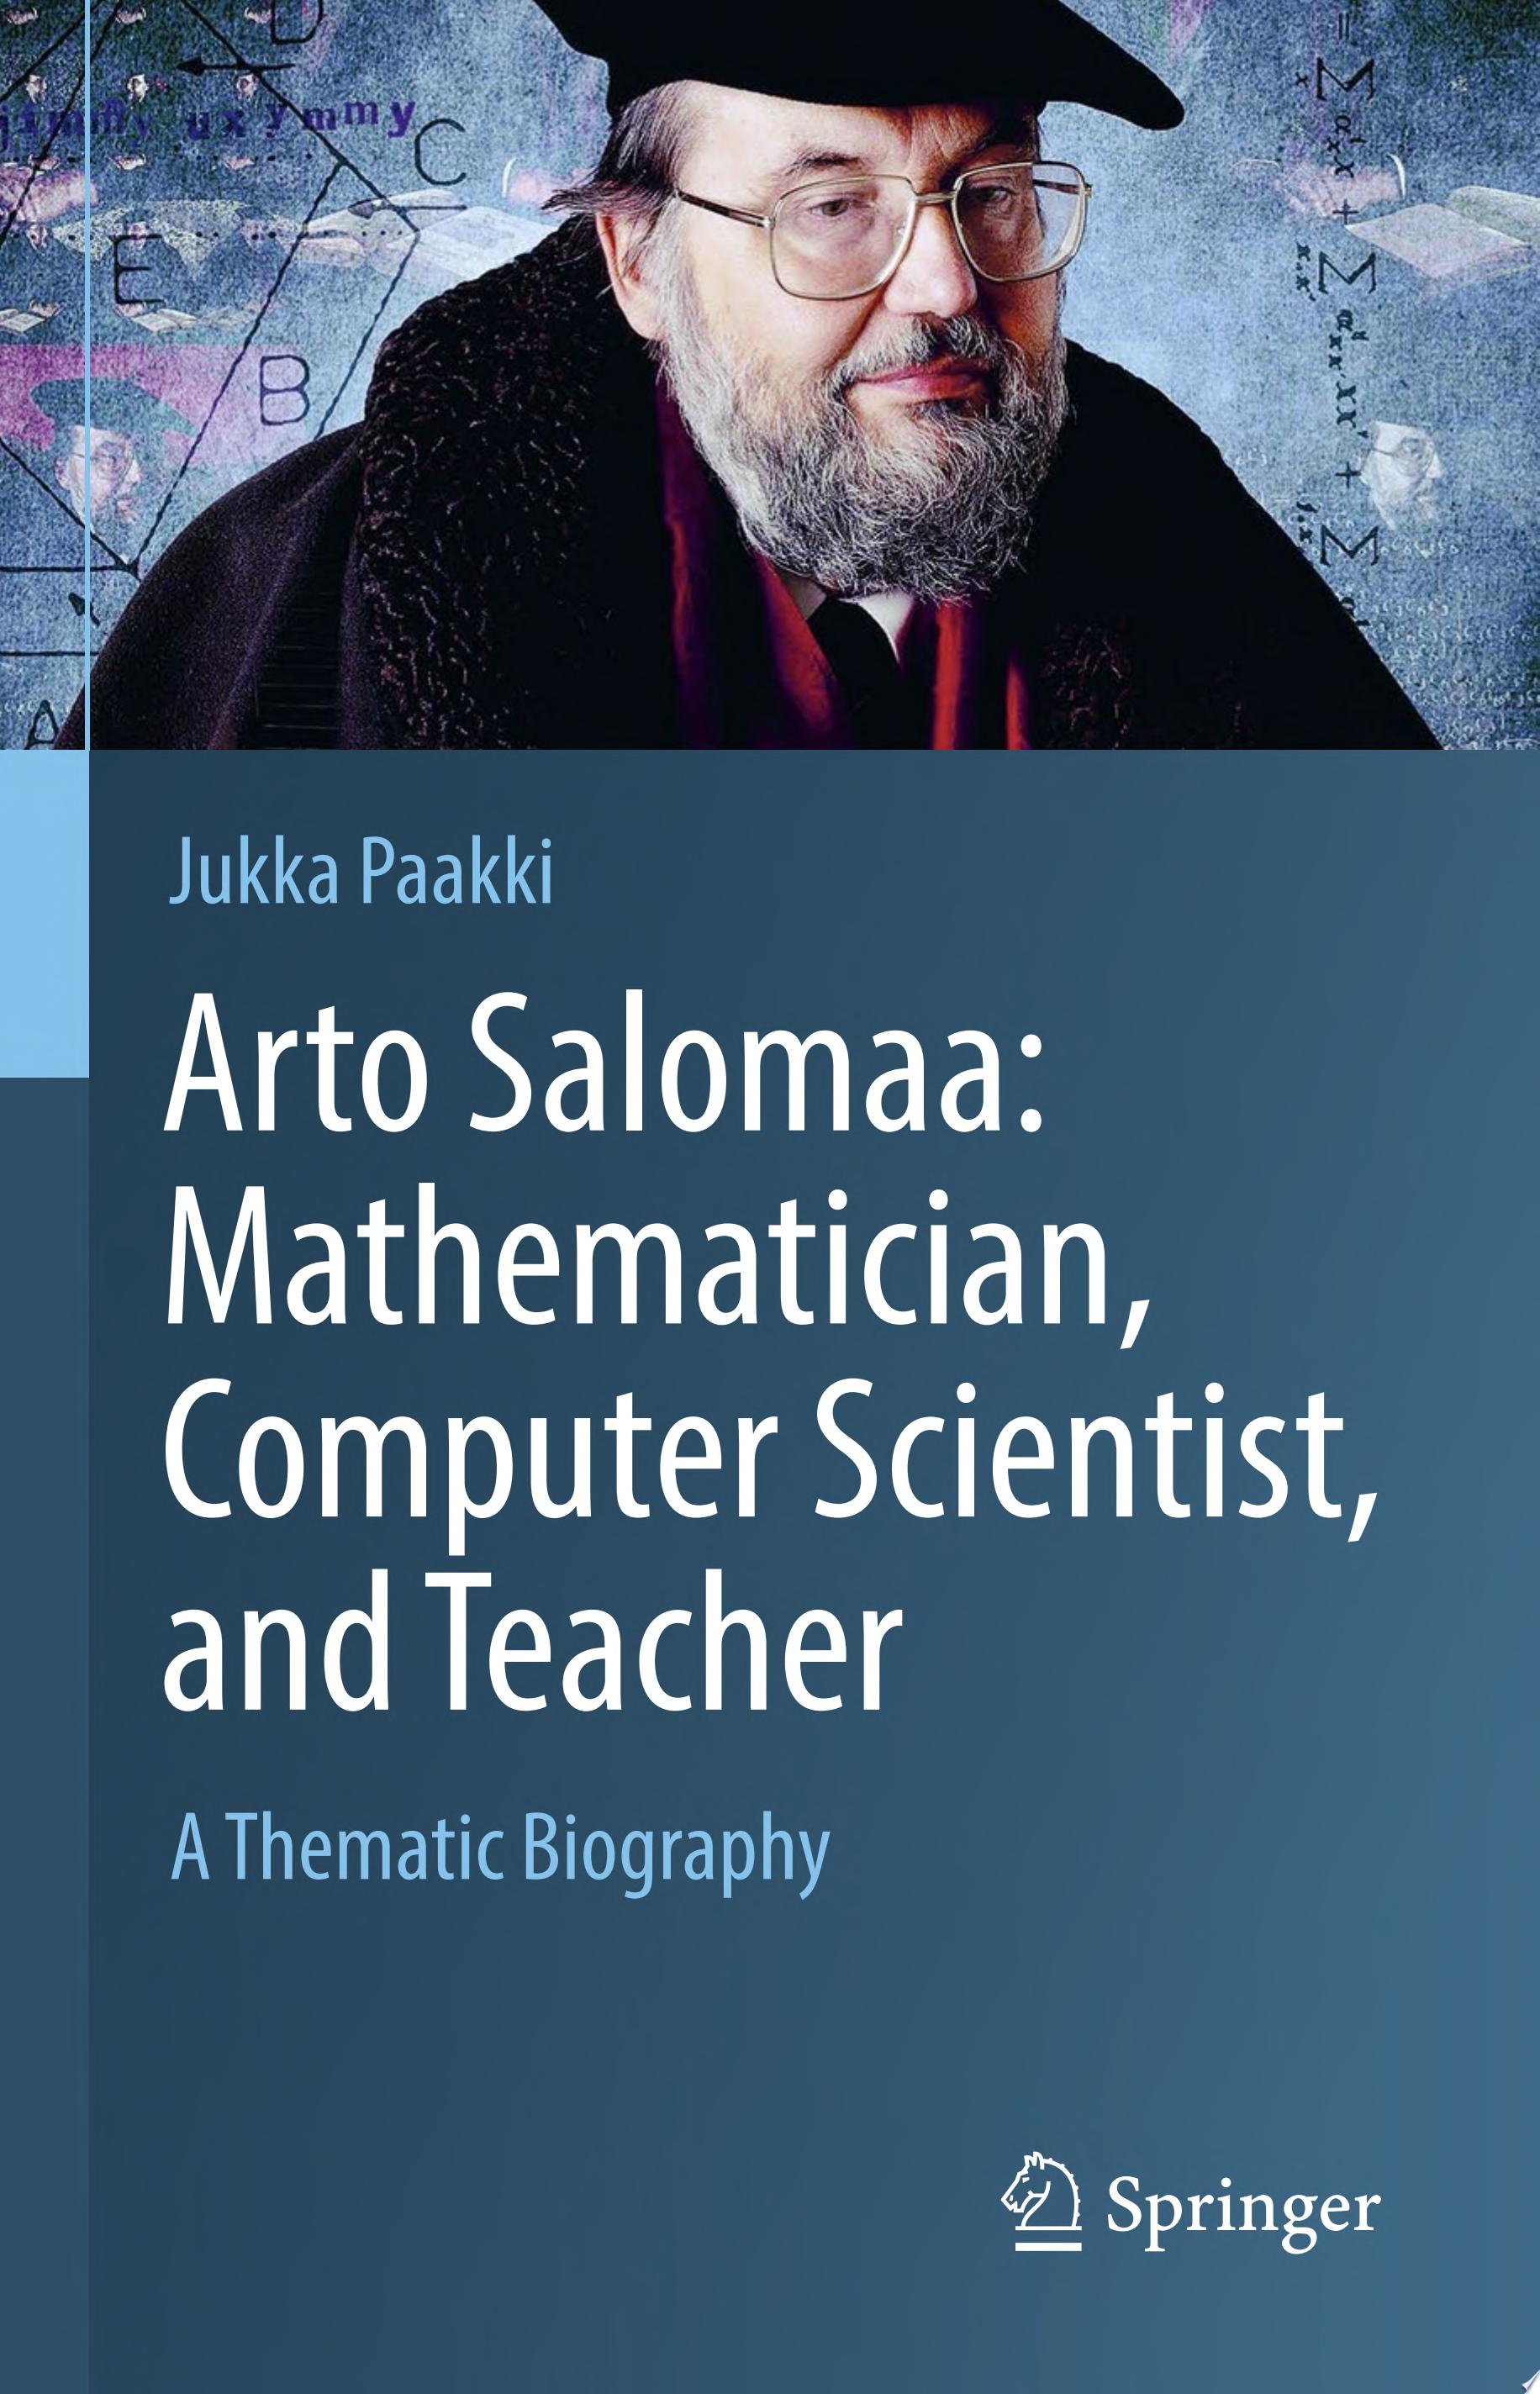 D
C
E
B
A
Jukka Paakki
Arto Salomaa:
Mathematician,
Computer Scientist,
and Teacher
A Thematic Biography
Springer